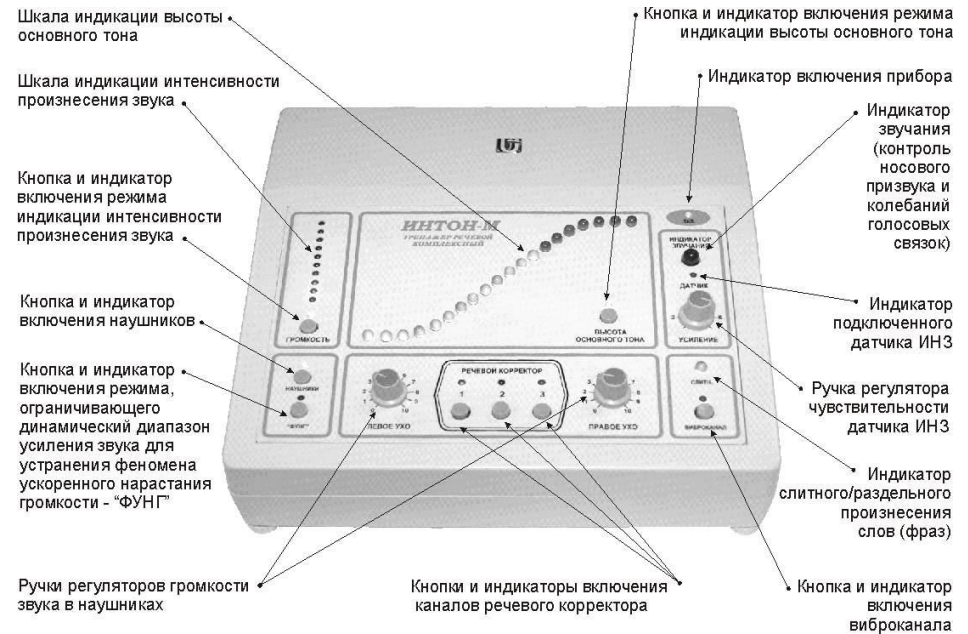 Шкала индикации высоты
основного тона
Шкала индикации интенсивности
произнесения звука
Кнопка и индикатор
включения режима
индикации интенсивности
произнесения звука
Кнопка и индикатор
включения наушников
Кнопка и индикатор
включения режима,
ограничивающего
динамический диапазон
усиления звука для
устранения феномена
ускоренного нарастания
громкости - “ФУНГ”
Ручки регуляторов громкости
звука в наушниках
Кнопка и индикатор включения режима
индикации высоты основного тона
Индикатор включения прибора
Индикатор
звучания
(контроль
носового
призвука и
колебаний
голосовых
связок)
Индикатор
подключенного
датчика ИНЗ
Ручка регулятора
чувствительности
датчика ИНЗ
Индикатор
слитного/раздельного
произнесения
слов (фраз)
Кнопка и индикатор
включения
виброканала
Кнопки и индикаторы включения
каналов речевого корректора
ИНТОН-М
ТРЕНАЖЕР РЕЧЕВОЙ
КОМПЛЕКСНЫЙ
ГРОМКОСТЬ
ВЫСОТА
ОСНОВНОГО ТОНА
ИНДИКАТОР
ЗВУЧАНИЯ
ДАТЧИК
УСИЛЕНИЕ
НАУШНИКИ
"ФУНГ"
ЛЕВОЕ УХО
РЕЧЕВОЙ КОРРЕКТОР
1 2 3
ПРАВОЕ УХО
ВИБРОКАНАЛ